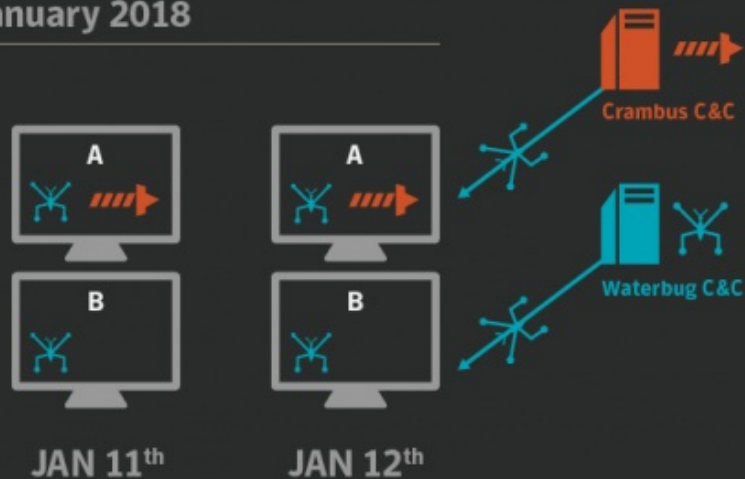 anuary 2018
Crambus C&C
A
A
Waterbug C&C
B
B
JAN 11th
JAN 12th